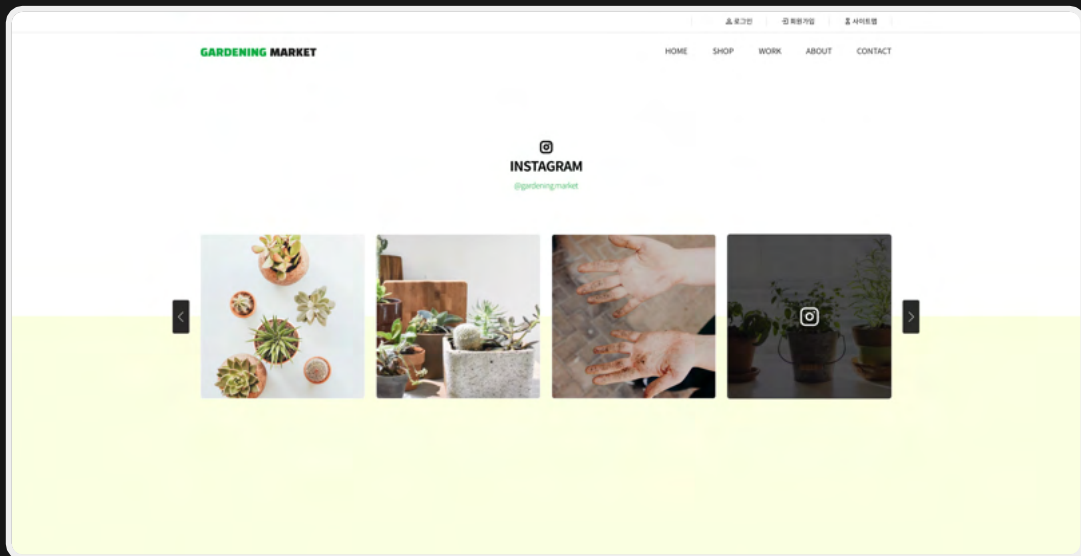 로그인 회원가입 사이트맵
GARDENING MARKET
HOME SHOP WORK ABOUT CONTACT
INSTAGRAM
@gardening.market